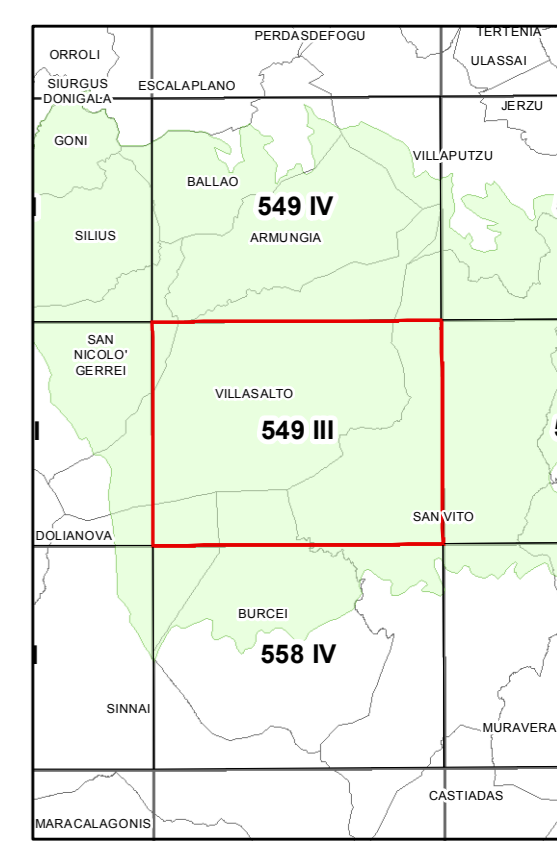 PERDASDEFOGU
TERTENIA
ORROLI
ULASSAI
SIURGUS
DONIGALA
ESCALAPLANO
JERZU
GONI
VILLAPUTZU
BALLAO
549 IV
SILIUS
ARMUNGIA
SAN
NICOLO'
GERREI
VILLASALTO
549 III
SAN VITO
DOLIANOVA
BURCEI
558 IV
SINNAI
MURAVERA
CASTIADAS
MARACALAGONIS